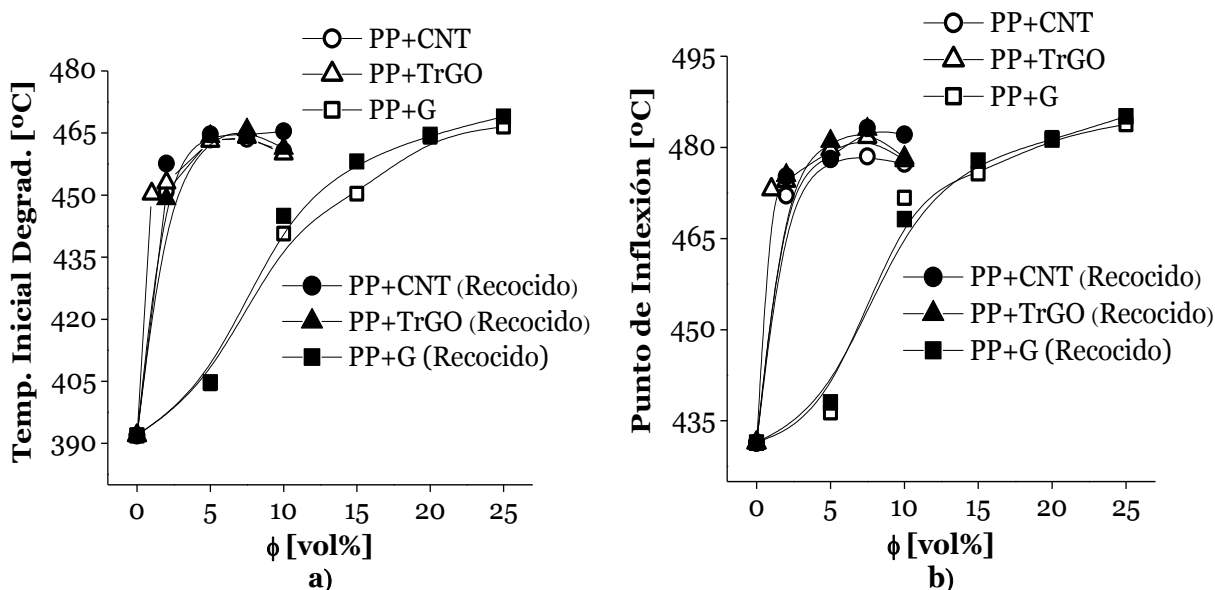 PP+CNT
PP+TrGO
PP+G
480
465
450
435
420
405
390
Temp. Inicial Degrad. [ºC]
PP+CNT (Recocido)
PP+TrGO (Recocido)
PP+G (Recocido)
0 5 10 15 20 25
ϕ [vol%]
a)
PP+CNT
PP+TrGO
PP+G
495
480
465
450
435
Punto de Inflexión [ºC]
PP+CNT (Recocido)
PP+TrGO (Recocido)
PP+G (Recocido)
0 5 10 15 20 25
ϕ [vol%]
b)